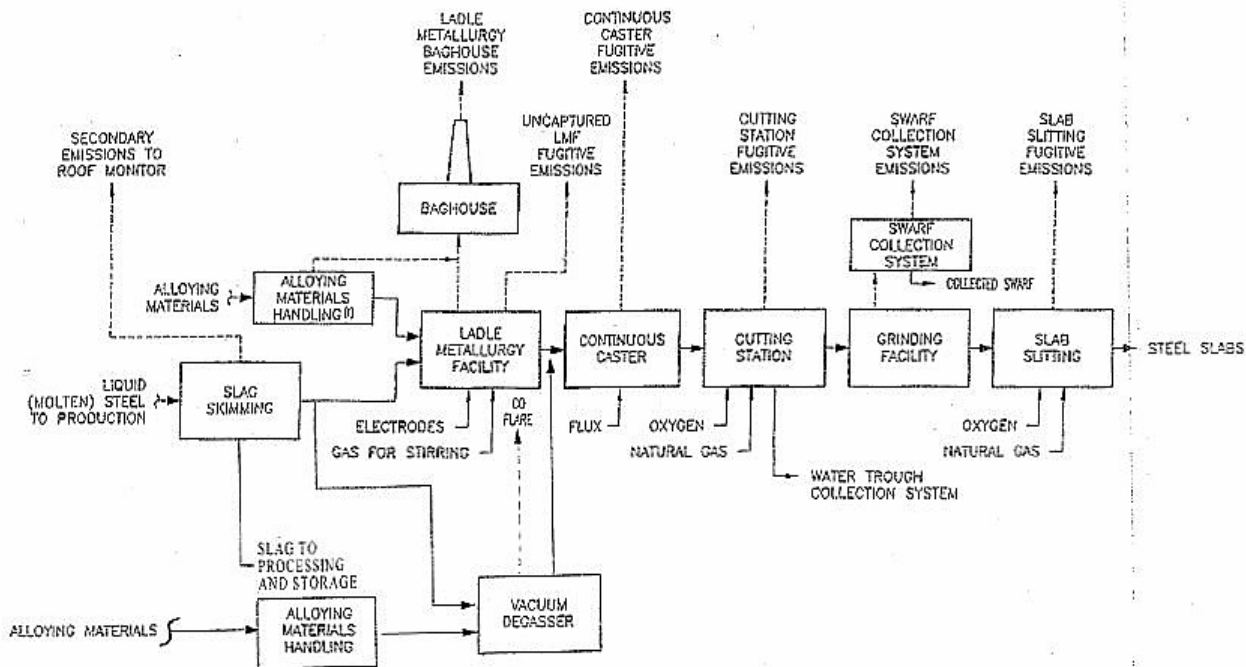 LADLE
METALLURGY
BAGHOUSE
EMISSIONS
CONTINUOUS
CASTER
FUGITIVE
EMISSIONS
SECONDARY
EMISSIONS TO
ROOF MONITOR
UNCAPTURED
LMF
FUGITIVE
EMISSIONS
CUTTING
STATION
FUGITIVE
EMISSIONS
SWARF
COLLECTION
SYSTEM
EMISSIONS
SLAB
SLITTING
FUGITIVE
EMISSIONS
BAGHOUSE
SWARF
COLLECTION
SYSTEM
COLLECTED SWARF
ALLOYING
MATERIALS
ALLOYING
MATERIALS
HANDLING(1)
LADLE
METALLURGY
FACILITY
CONTINUOUS
CASTER
CUTTING
STATION
GRINDING
FACILITY
SLAB
SLITTING
STEEL SLABS
LIQUID
(MOLTEN) STEEL
TO PRODUCTION
SLAG
SKIMMING
ELECTRODES
GAS FOR STIRRING
CO
FLARE
FLUX
OXYGEN
NATURAL GAS
WATER TROUGH
COLLECTION SYSTEM
OXYGEN
NATURAL GAS
SLAG TO
PROCESSING
AND STORAGE
ALLOYING MATERIALS
ALLOYING
MATERIALS
HANDLING
VACUUM
DEGASSER